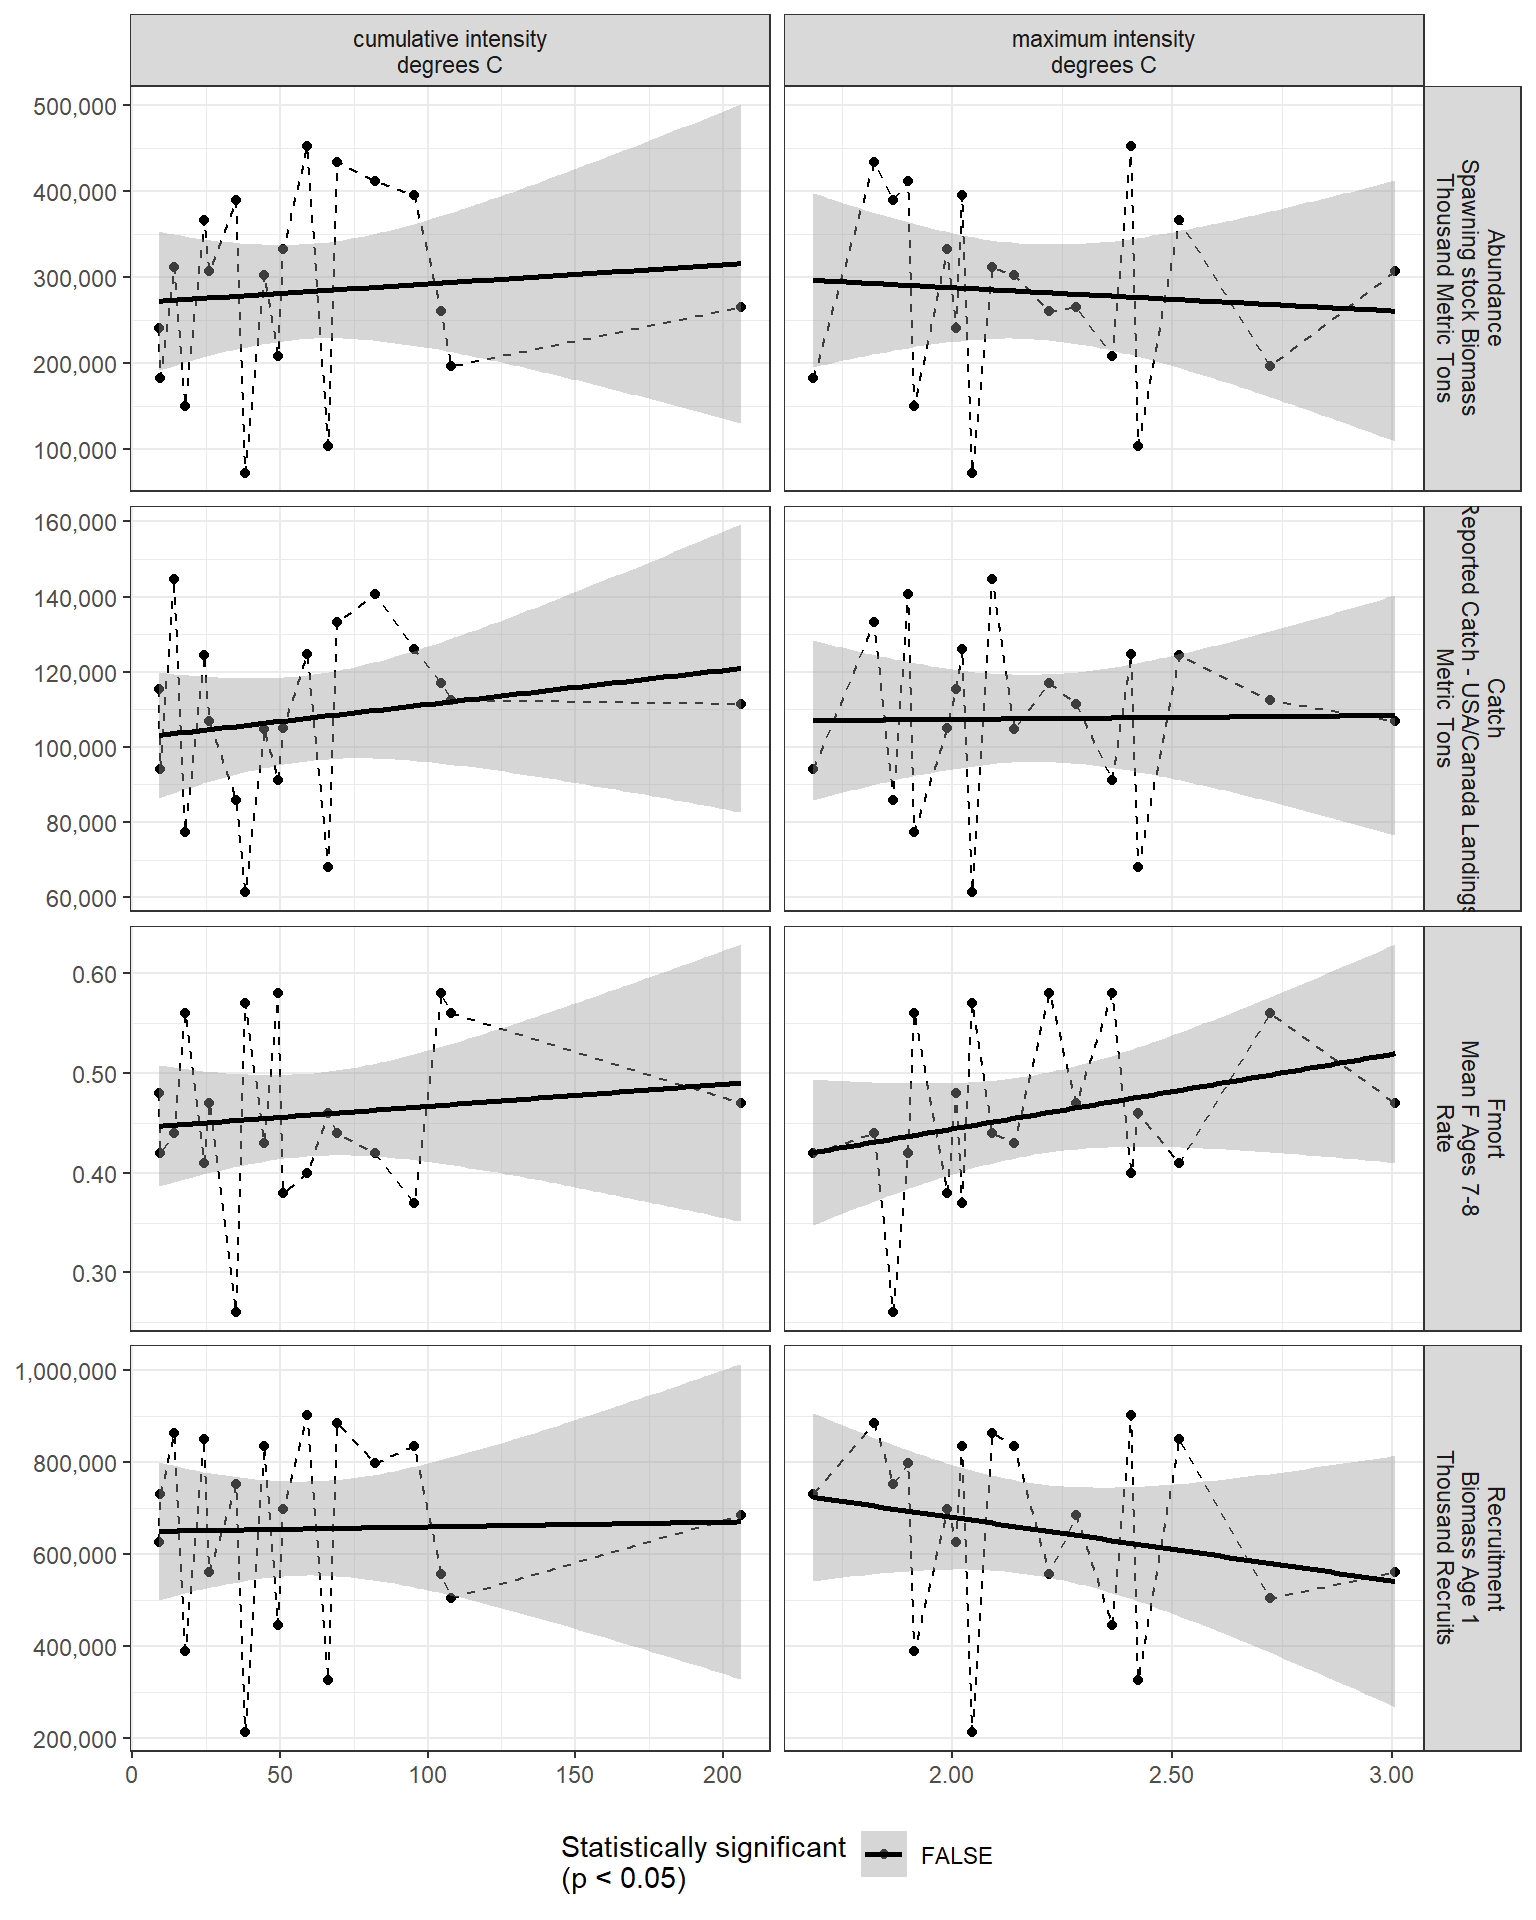 cumulative intensity
degrees C
maximum intensity
degrees C
500,000
400,000
300,000
200,000
100,000
Abundance
Spawning stock Biomass
Thousand Metric Tons
160,000
140,000
120,000
100,000
80,000
60,000
Catch
Reported Catch - USA/Canada Landings
Metric Tons
0.60
0.50
0.40
0.30
Fmort
Mean F Ages 7-8
Rate
1,000,000
800,000
600,000
400,000
200,000
Recruitment
Biomass Age 1
Thousand Recruits
0 50 100 150 200
2.00 2.50 3.00
Statistically significant
(p < 0.05)
FALSE